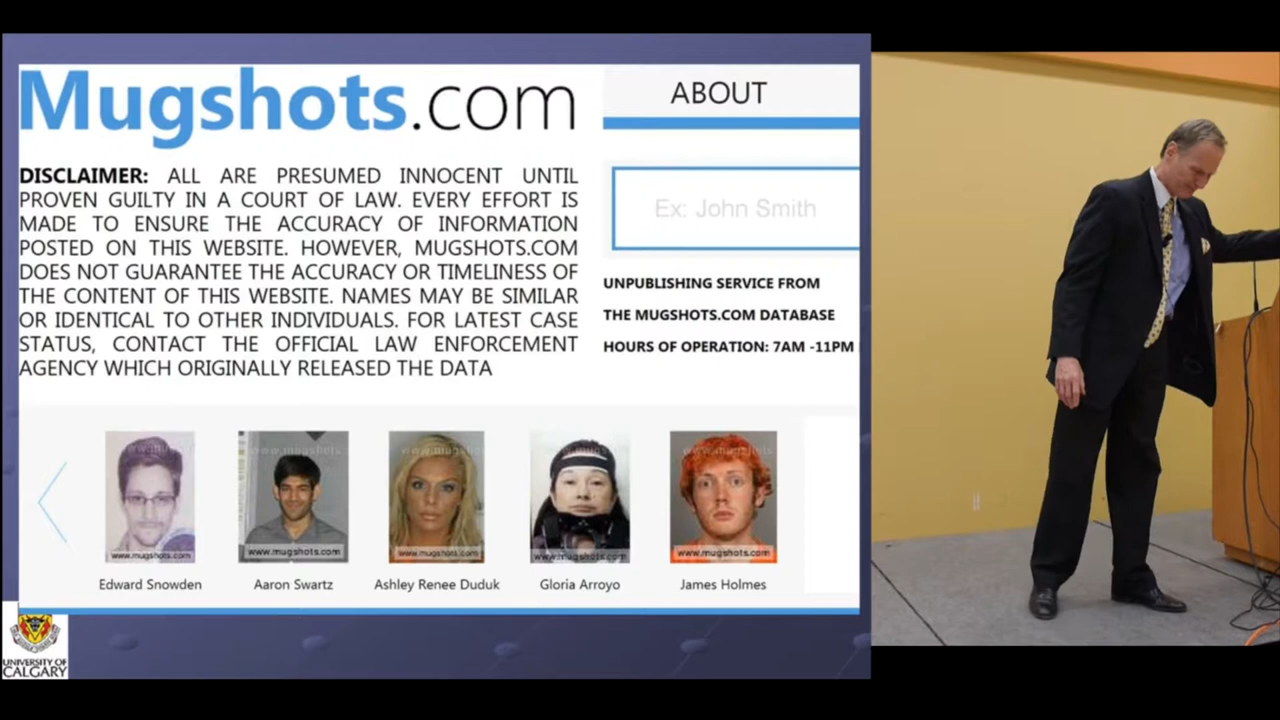 Mugshots.com
DISCLAIMER: ALL ARE PRESUMED INNOCENT UNTIL
PROVEN GUILTY IN A COURT OF LAW. EVERY EFFORT IS
MADE TO ENSURE THE ACCURACY OF INFORMATION
POSTED ON THIS WEBSITE. HOWEVER, MUGSHOTS.COM
DOES NOT GUARANTEE THE ACCURACY OR TIMELINESS OF
THE CONTENT OF THIS WEBSITE. NAMES MAY BE SIMILAR
OR IDENTICAL TO OTHER INDIVIDUALS. FOR LATEST CASE
STATUS, CONTACT THE OFFICIAL LAW ENFORCEMENT
AGENCY WHICH ORIGINALLY RELEASED THE DATA
ABOUT
Ex: John Smith
UNPUBLISHING SERVICE FROM
THE MUGSHOTS.COM DATABASE
HOURS OF OPERATION: 7AM -11PM
www.mugshots.com
www.mugshots.com
www.mugshots.com
www.mugshots.com
www.mugshots.com
Edward Snowden
Aaron Swartz
Ashley Renee Duduk
Gloria Arroyo
James Holmes
UNIVERSITY OF
CALGARY